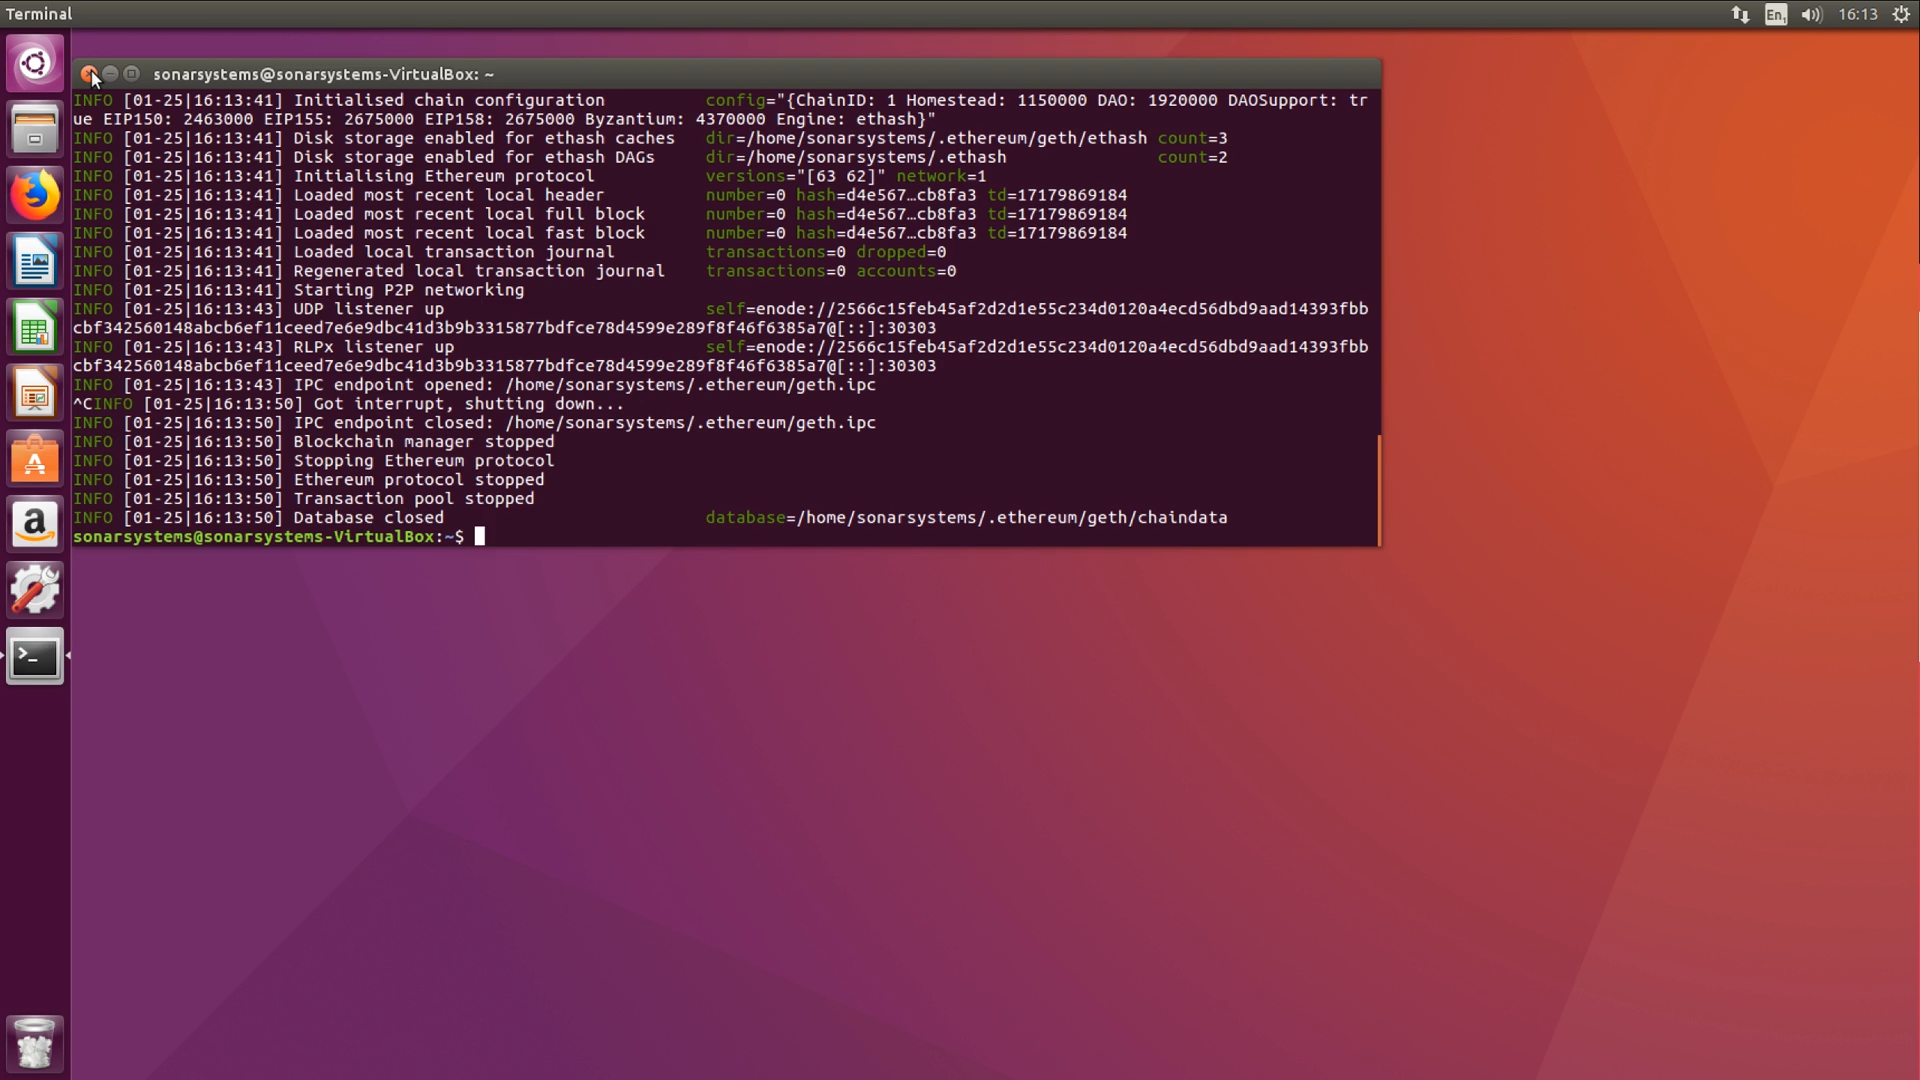 Terminal
En1
16:13
sonarsystems@sonarsystems-VirtualBox: ~
INFO [01-25|16:13:41] Initialised chain configuration config="{ChainID: 1 Homestead: 1150000 DAO: 1920000 DAOSupport: tr
ue EIP150: 2463000 EIP155: 2675000 EIP158: 2675000 Byzantium: 4370000 Engine: ethash}"
INFO [01-25|16:13:41] Disk storage enabled for ethash caches dir=/home/sonarsystems/.ethereum/geth/ethash count=3
INFO [01-25|16:13:41] Disk storage enabled for ethash DAGs dir=/home/sonarsystems/.ethash count=2
INFO [01-25|16:13:41] Initialising Ethereum protocol versions="[63 62]" network=1
INFO [01-25|16:13:41] Loaded most recent local header number=0 hash=d4e567…cb8fa3 td=17179869184
INFO [01-25|16:13:41] Loaded most recent local full block number=0 hash=d4e567…cb8fa3 td=17179869184
INFO [01-25|16:13:41] Loaded most recent local fast block number=0 hash=d4e567…cb8fa3 td=17179869184
INFO [01-25|16:13:41] Loaded local transaction journal transactions=0 dropped=0
INFO [01-25|16:13:41] Regenerated local transaction journal transactions=0 accounts=0
INFO [01-25|16:13:41] Starting P2P networking
INFO [01-25|16:13:43] UDP listener up self=enode://2566c15feb45af2d2d1e55c234d0120a4ecd56dbd9aad14393fbb
cbf342560148abcb6ef11ceed7e6e9dbc41d3b9b3315877bdfce78d4599e289f8f46f6385a7@[::]:30303
INFO [01-25|16:13:43] RLPx listener up self=enode://2566c15feb45af2d2d1e55c234d0120a4ecd56dbd9aad14393fbb
cbf342560148abcb6ef11ceed7e6e9dbc41d3b9b3315877bdfce78d4599e289f8f46f6385a7@[::]:30303
INFO [01-25|16:13:43] IPC endpoint opened: /home/sonarsystems/.ethereum/geth.ipc
^CINFO [01-25|16:13:50] Got interrupt, shutting down...
INFO [01-25|16:13:50] IPC endpoint closed: /home/sonarsystems/.ethereum/geth.ipc
INFO [01-25|16:13:50] Blockchain manager stopped
INFO [01-25|16:13:50] Stopping Ethereum protocol
INFO [01-25|16:13:50] Ethereum protocol stopped
INFO [01-25|16:13:50] Transaction pool stopped
INFO [01-25|16:13:50] Database closed database=/home/sonarsystems/.ethereum/geth/chaindata
sonarsystems@sonarsystems-VirtualBox:~$